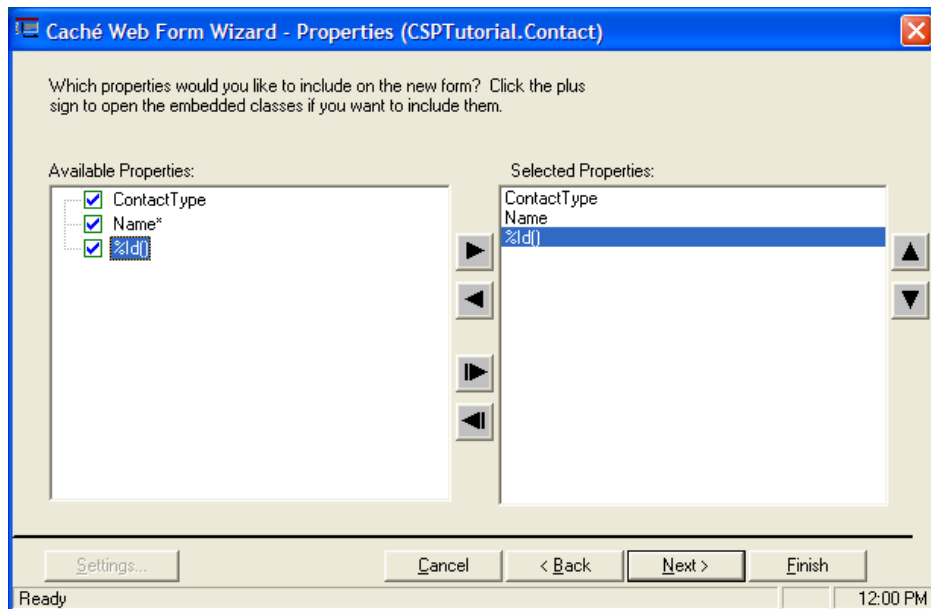 Caché Web Form Wizard - Properties (CSPTutorial.Contact)
Which properties would you like to include on the new form? Click the plus
sign to open the embedded classes if you want to include them.
Available Properties:
Selected Properties:
ContactType
Name*
%Id()
ContactType
Name
%Id()
Settings...
Cancel
< Back
Next >
Finish
Ready
12:00 PM